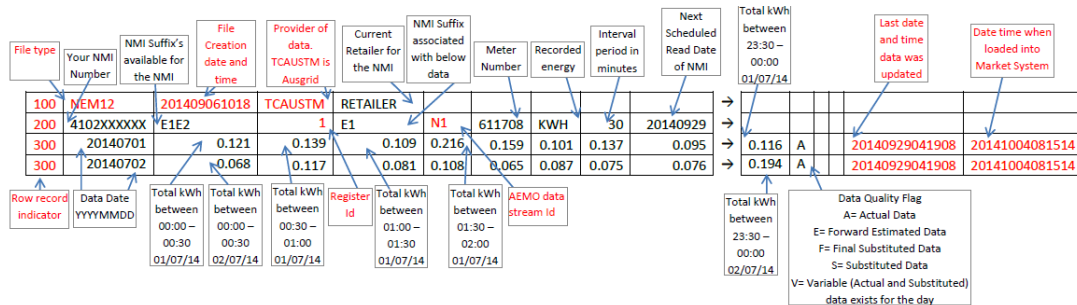 File type
Your NMI
Number
NMI Suffix's
available for
the NMI
File
Creation
date and
time
Provider of
data.
TCAUSTM is
Ausgrid
Current
Retailer for
the NMI
NMI Suffix
associated
with below
data
Meter
Number
Recorded
energy
Interval
period in
minutes
Next
Scheduled
Read Date
of NMI
Total kWh
between
23:30 –
00:00
01/07/14
Last date
and time
data was
updated
Date time when
loaded into
Market System
100 NEM12 201409061018 TCAUSTM RETAILER →
200 4102XXXXXX E1E2 1 E1 N1 611708 KWH 30 20140929 →
300 20140701 0.121 0.139 0.109 0.216 0.159 0.101 0.137 0.095 → 0.116 A 20140929041908 20141004081514
300 20140702 0.068 0.117 0.081 0.108 0.065 0.087 0.075 0.076 → 0.194 A 20140929041908 20141004081514
Row record
indicator
Data Date
YYYYMMDD
Total kWh
between
00:00 –
00:30
01/07/14
Total kWh
between
00:00 –
00:30
02/07/14
Total kWh
between
00:30 –
01:00
01/07/14
Register
Id
Total kWh
between
01:00 –
01:30
01/07/14
Total kWh
between
01:30 –
02:00
01/07/14
AEMO data
stream Id
Total kWh
between
23:30 –
00:00
02/07/14
Data Quality Flag
A= Actual Data
E= Forward Estimated Data
F= Final Substituted Data
S= Substituted Data
V= Variable (Actual and Substituted)
data exists for the day